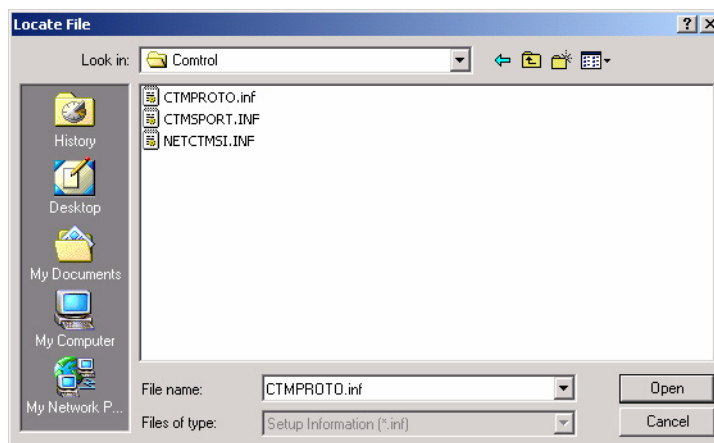 Locate File
Look in: Comtrol
CTMPROTO.inf
CTMSPORT.INF
NETCTMSI.INF
History
Desktop
My Documents
My Computer
My Network P...
File name: CTMPROTO.inf Open
Files of type: Setup Information (*.inf) Cancel